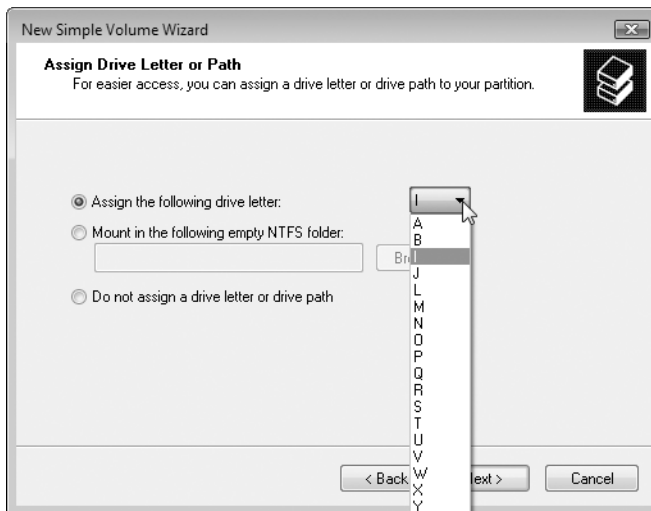 New Simple Volume Wizard
Assign Drive Letter or Path
For easier access, you can assign a drive letter or drive path to your partition.
Assign the following drive letter:
I
Mount in the following empty NTFS folder:
Do not assign a drive letter or drive path
A
B
I
J
L
M
N
O
P
Q
R
S
T
U
V
W
X
Y
< Back
Cancel